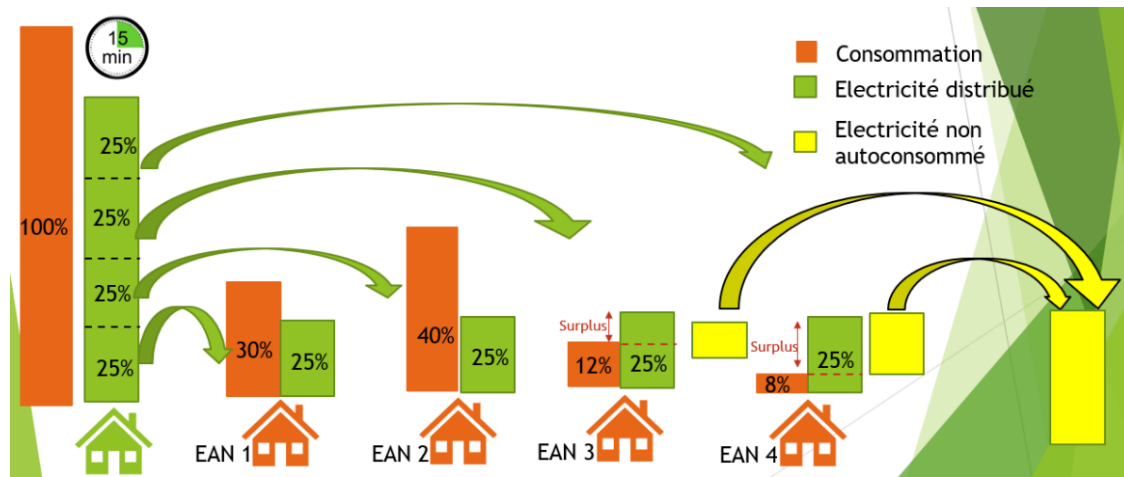 15
min
Consommation
Electricité distribué
Electricité non
autoconsommé
100%
25%
25%
25%
25%
30%
25%
EAN 1
40%
25%
EAN 2
Surplus
12%
25%
EAN 3
Surplus
8%
25%
EAN 4